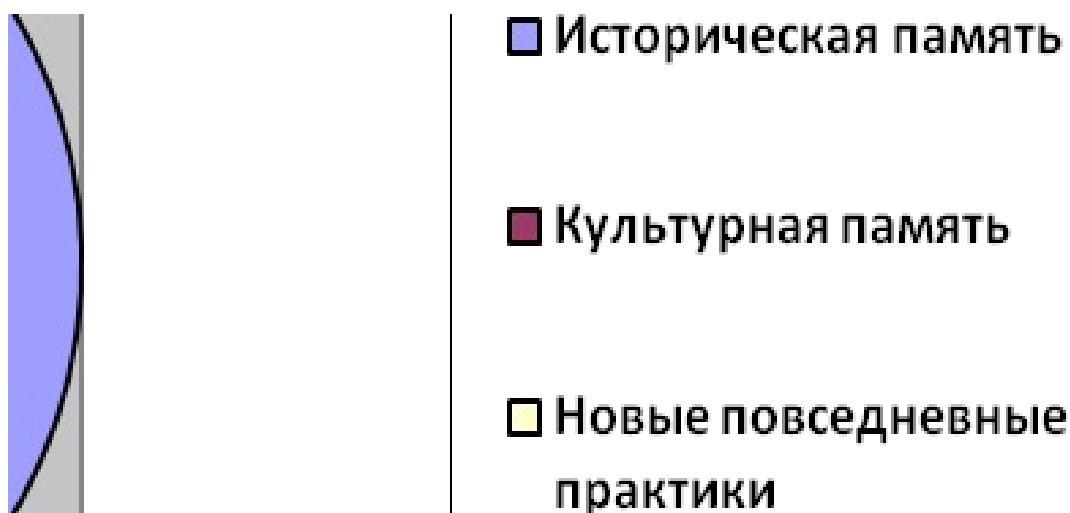 Историческая память
Культурная память
Новые повседневные
практики